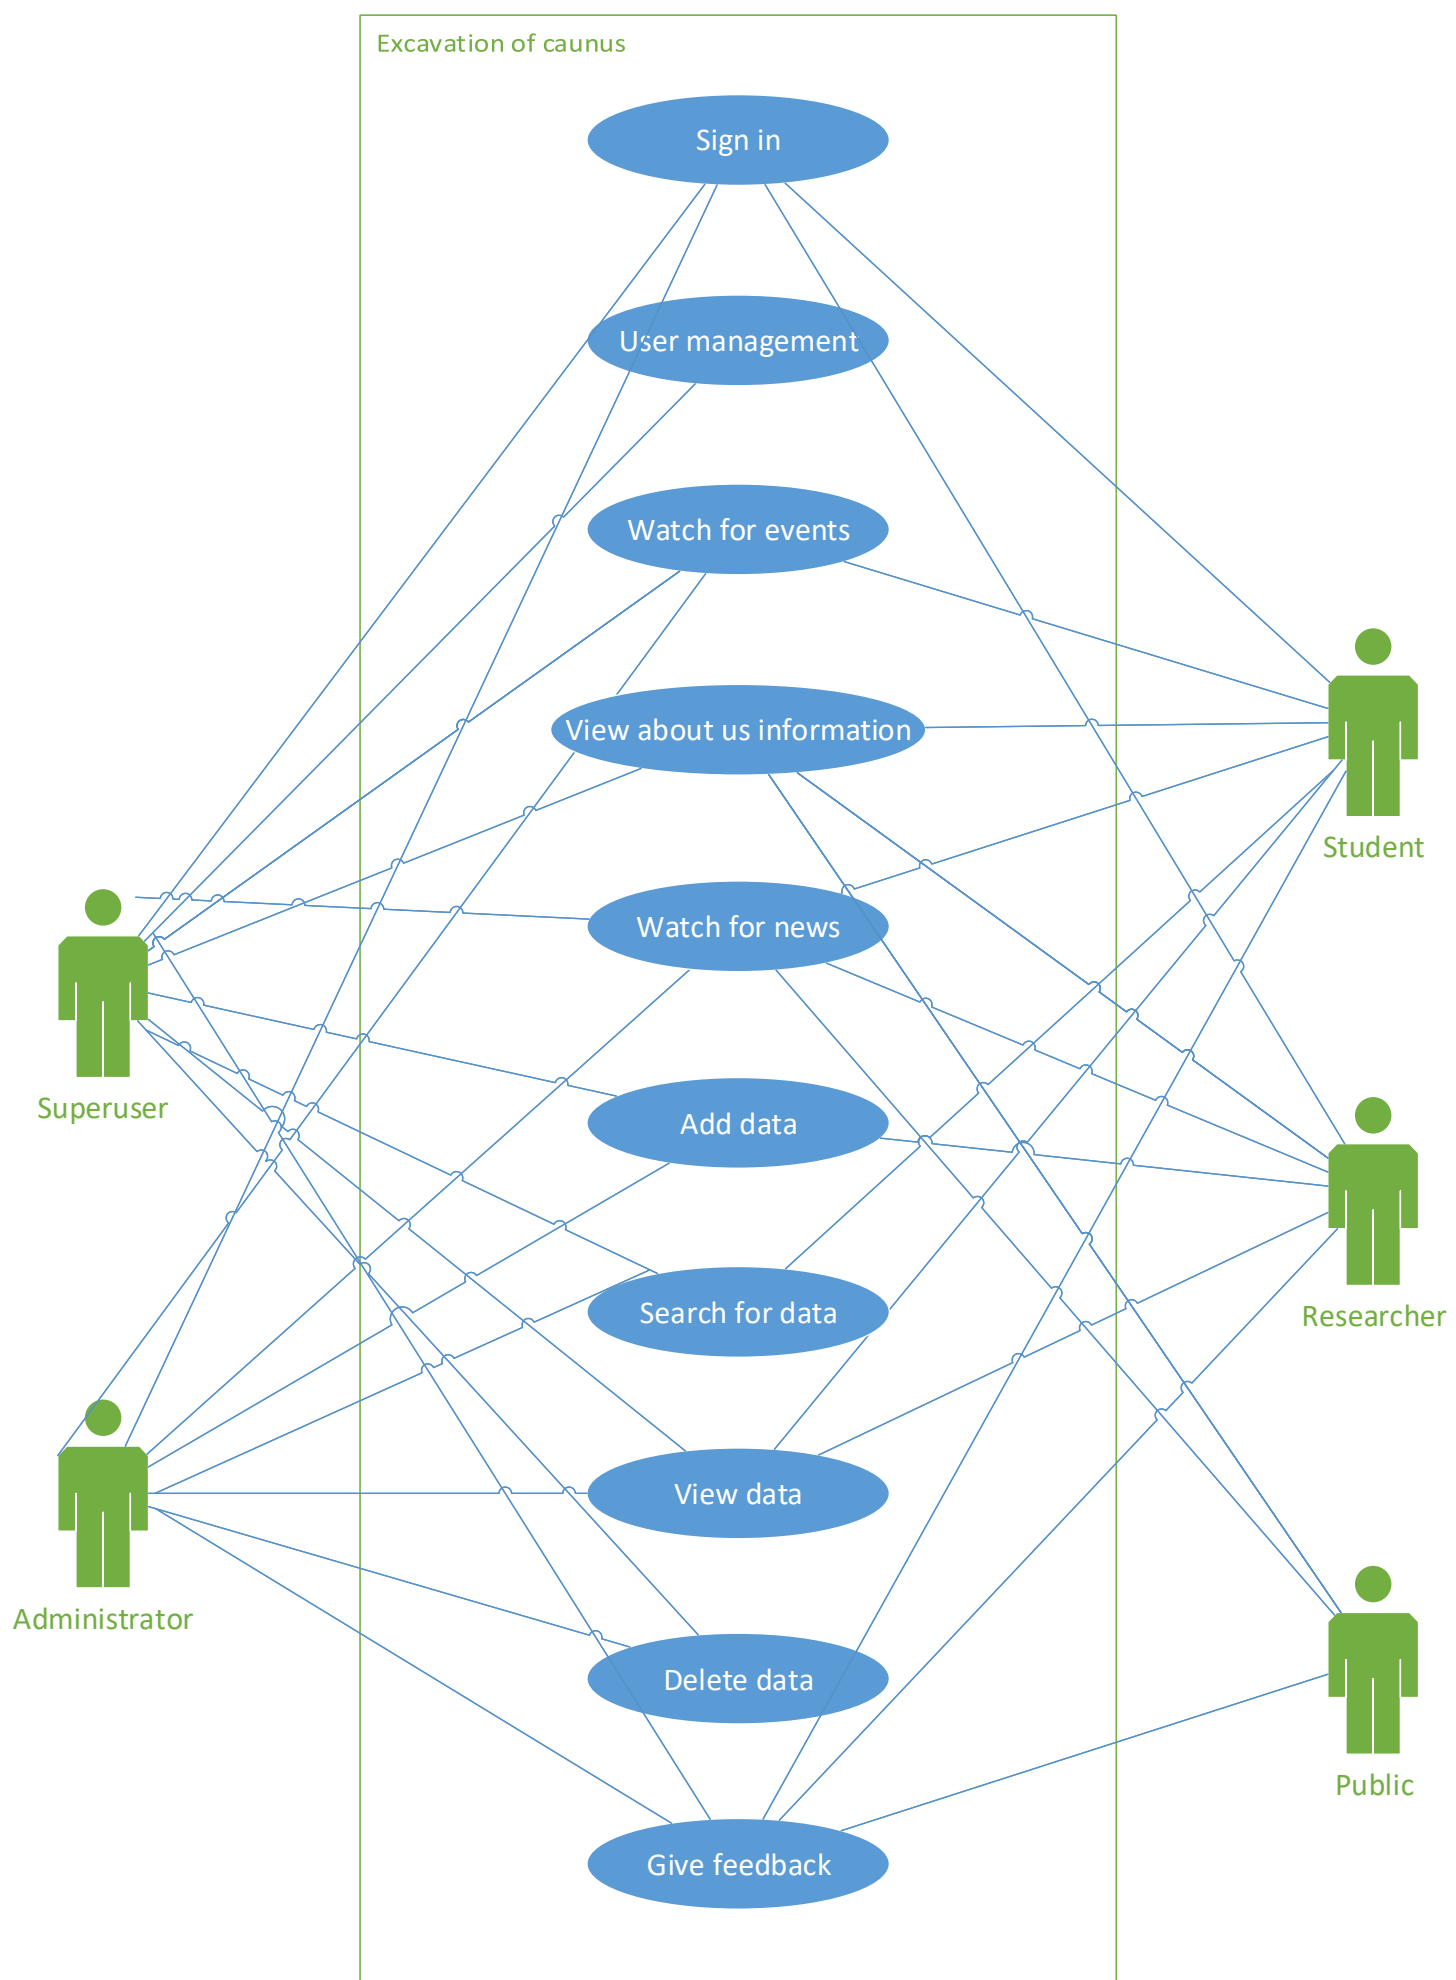 Excavation of caunus
Sign in
User management
Watch for events
View about us information
Student
Watch for news
Superuser
Add data
Search for data
Researcher
View data
Administrator
Delete data
Public
Give feedback